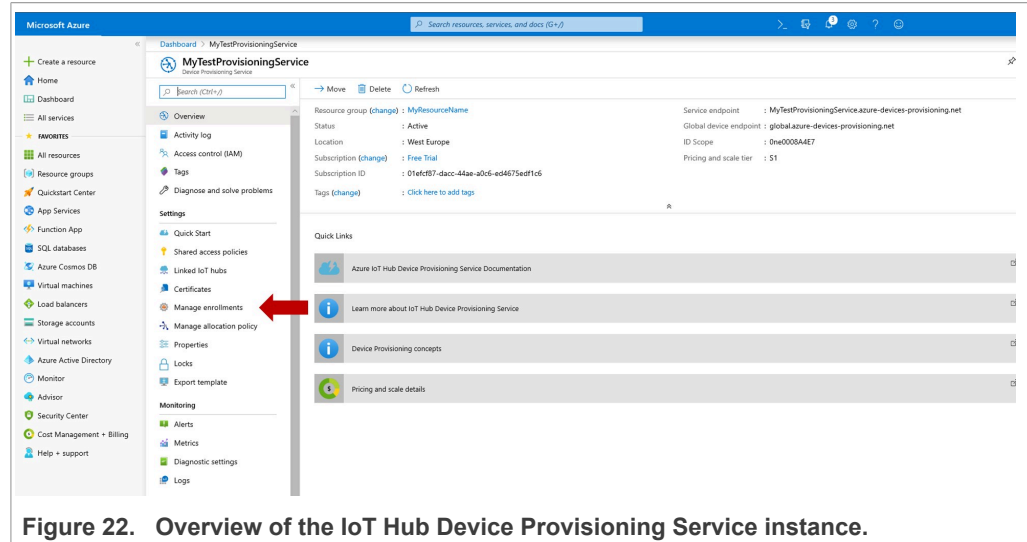 Microsoft Azure
Search resources, services, and docs (G+/)
Dashboard > MyTestProvisioningService
Create a resource
Home
Dashboard
All services
FAVORITES
All resources
Resource groups
Quickstart Center
App Services
Function App
SQL databases
Azure Cosmos DB
Virtual machines
Load balancers
Storage accounts
Virtual networks
Azure Active Directory
Monitor
Advisor
Security Center
Cost Management + Billing
Help + support
MyTestProvisioningService
Device Provisioning Service
Search (Ctrl+/)
Overview
Activity log
Access control (IAM)
Tags
Diagnose and solve problems
Settings
Quick Start
Shared access policies
Linked IoT hubs
Certificates
Manage enrollments
Manage allocation policy
Properties
Locks
Export template
Monitoring
Alerts
Metrics
Diagnostic settings
Logs
Move Delete Refresh
Resource group (change) : MyResourceName
Status : Active
Location : West Europe
Subscription (change) : Free Trial
Subscription ID : 01efcf87-dacc-44ae-a0c6-ed4675edf1c6
Tags (change) : Click here to add tags
Service endpoint : MyTestProvisioningService.azure-devices-provisioning.net
Global device endpoint : global.azure-devices-provisioning.net
ID Scope : 0ne0008A4E7
Pricing and scale tier : S1
Quick Links
Azure IoT Hub Device Provisioning Service Documentation
Learn more about IoT Hub Device Provisioning Service
Device Provisioning concepts
Pricing and scale details
Figure 22. Overview of the IoT Hub Device Provisioning Service instance.